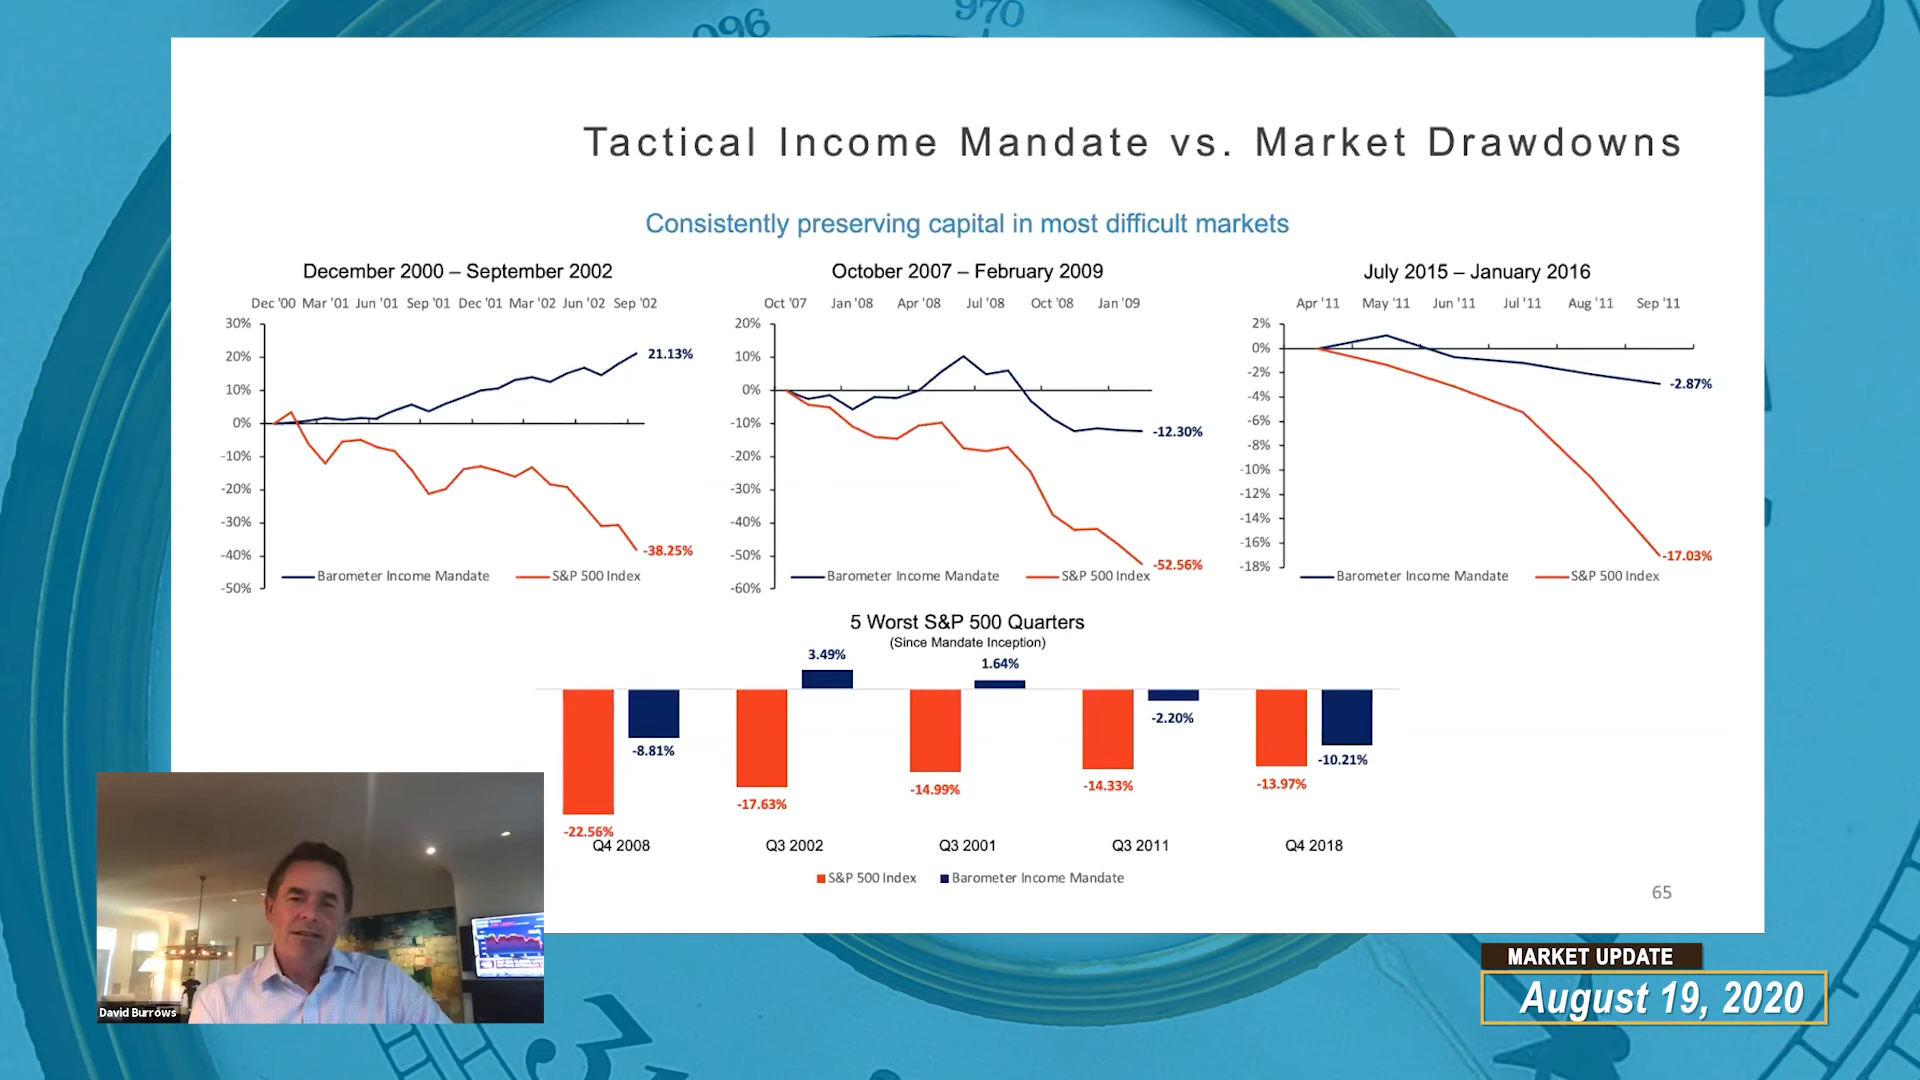 096
970
Tactical Income Mandate vs. Market Drawdowns
Consistently preserving capital in most difficult markets
December 2000 – September 2002
Dec '00 Mar '01 Jun '01 Sep '01 Dec '01 Mar '02 Jun '02 Sep '02
30%
20%
10%
0%
-10%
-20%
-30%
-40%
-50%
21.13%
-38.25%
Barometer Income Mandate S&P 500 Index
October 2007 – February 2009
Oct '07 Jan '08 Apr '08 Jul '08 Oct '08 Jan '09
20%
10%
0%
-10%
-20%
-30%
-40%
-50%
-60%
-12.30%
-52.56%
Barometer Income Mandate S&P 500 Index
July 2015 – January 2016
Apr '11 May '11 Jun '11 Jul '11 Aug '11 Sep '11
2%
0%
-2%
-4%
-6%
-8%
-10%
-12%
-14%
-16%
-18%
-2.87%
-17.03%
Barometer Income Mandate S&P 500 Index
5 Worst S&P 500 Quarters
(Since Mandate Inception)
3.49%
1.64%
-8.81%
-2.20%
-10.21%
-22.56%
-17.63%
-14.99%
-14.33%
-13.97%
Q4 2008 Q3 2002 Q3 2001 Q3 2011 Q4 2018
S&P 500 Index Barometer Income Mandate
65
David Burrows
MARKET UPDATE
August 19, 2020